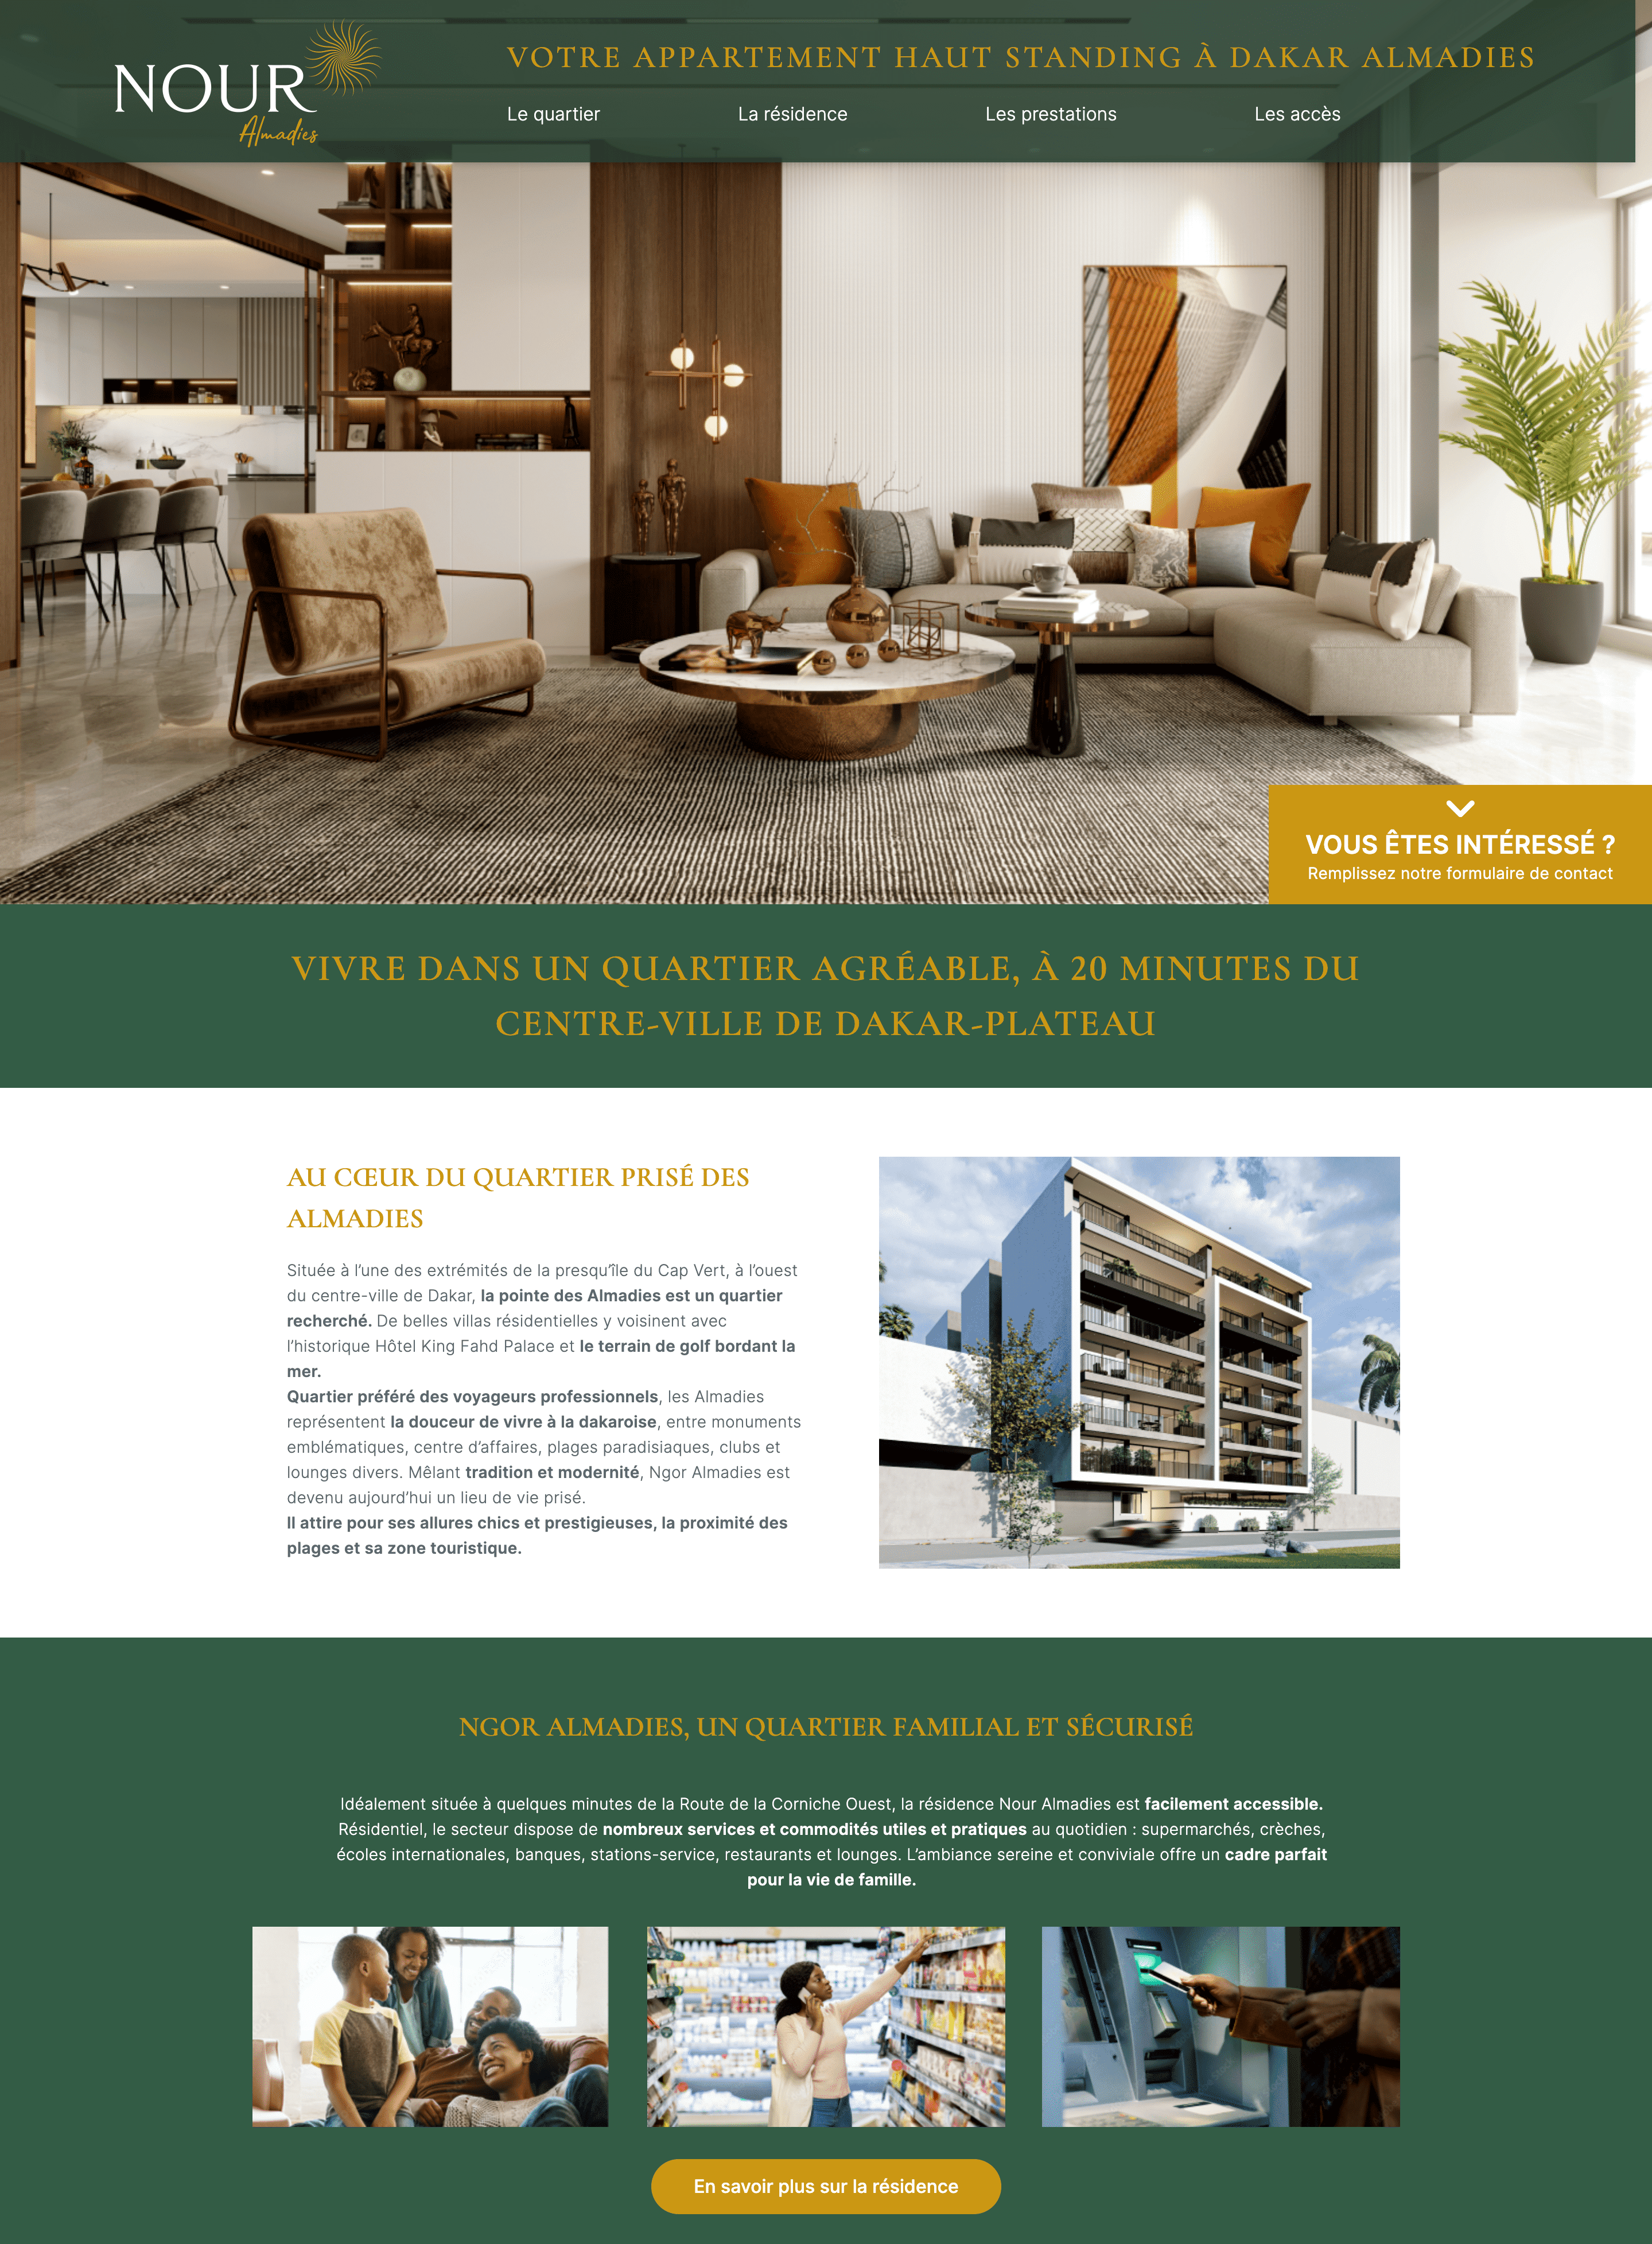 NOUR
Almadies
VOTRE APPARTEMENT HAUT STANDING À DAKAR ALMADIES
Le quartier
La résidence
Les prestations
Les accès
VOUS ÊTES INTÉRESSÉ ?
Remplissez notre formulaire de contact
VIVRE DANS UN QUARTIER AGRÉABLE, À 20 MINUTES DU
CENTRE-VILLE DE DAKAR-PLATEAU
AU CŒUR DU QUARTIER PRISÉ DES
ALMADIES
Située à l’une des extrémités de la presqu’île du Cap Vert, à l’ouest
du centre-ville de Dakar, la pointe des Almadies est un quartier
recherché. De belles villas résidentielles y voisinent avec
l’historique Hôtel King Fahd Palace et le terrain de golf bordant la
mer.
Quartier préféré des voyageurs professionnels, les Almadies
représentent la douceur de vivre à la dakaroise, entre monuments
emblématiques, centre d’affaires, plages paradisiaques, clubs et
lounges divers. Mêlant tradition et modernité, Ngor Almadies est
devenu aujourd’hui un lieu de vie prisé.
Il attire pour ses allures chics et prestigieuses, la proximité des
plages et sa zone touristique.
NGOR ALMADIES, UN QUARTIER FAMILIAL ET SÉCURISÉ
Idéalement située à quelques minutes de la Route de la Corniche Ouest, la résidence Nour Almadies est facilement accessible.
Résidentiel, le secteur dispose de nombreux services et commodités utiles et pratiques au quotidien : supermarchés, crèches,
écoles internationales, banques, stations-service, restaurants et lounges. L’ambiance sereine et conviviale offre un cadre parfait
pour la vie de famille.
En savoir plus sur la résidence